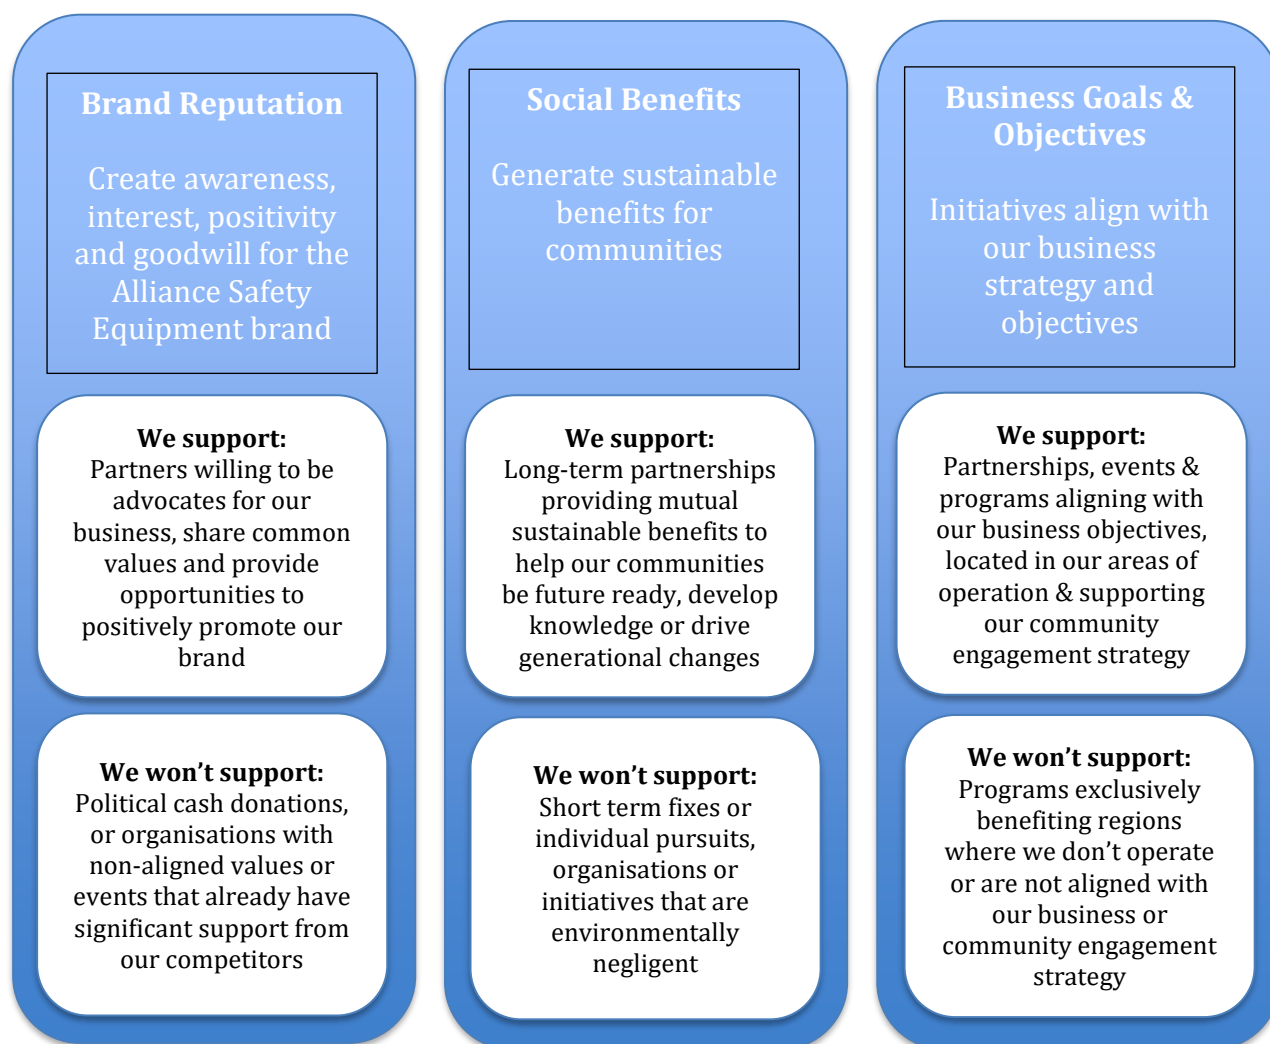 Brand Reputation
Create awareness,
interest, positivity
and goodwill for the
Alliance Safety
Equipment brand
We support:
Partners willing to be
advocates for our
business, share common
values and provide
opportunities to
positively promote our
brand
We won’t support:
Political cash donations,
or organisations with
non-aligned values or
events that already have
significant support from
our competitors
Social Benefits
Generate sustainable
benefits for
communities
We support:
Long-term partnerships
providing mutual
sustainable benefits to
help our communities
be future ready, develop
knowledge or drive
generational changes
We won’t support:
Short term fixes or
individual pursuits,
organisations or
initiatives that are
environmentally
negligent
Business Goals &
Objectives
Initiatives align with
our business
strategy and
objectives
We support:
Partnerships, events &
programs aligning with
our business objectives,
located in our areas of
operation & supporting
our community
engagement strategy
We won’t support:
Programs exclusively
benefiting regions
where we don’t operate
or are not aligned with
our business or
community engagement
strategy